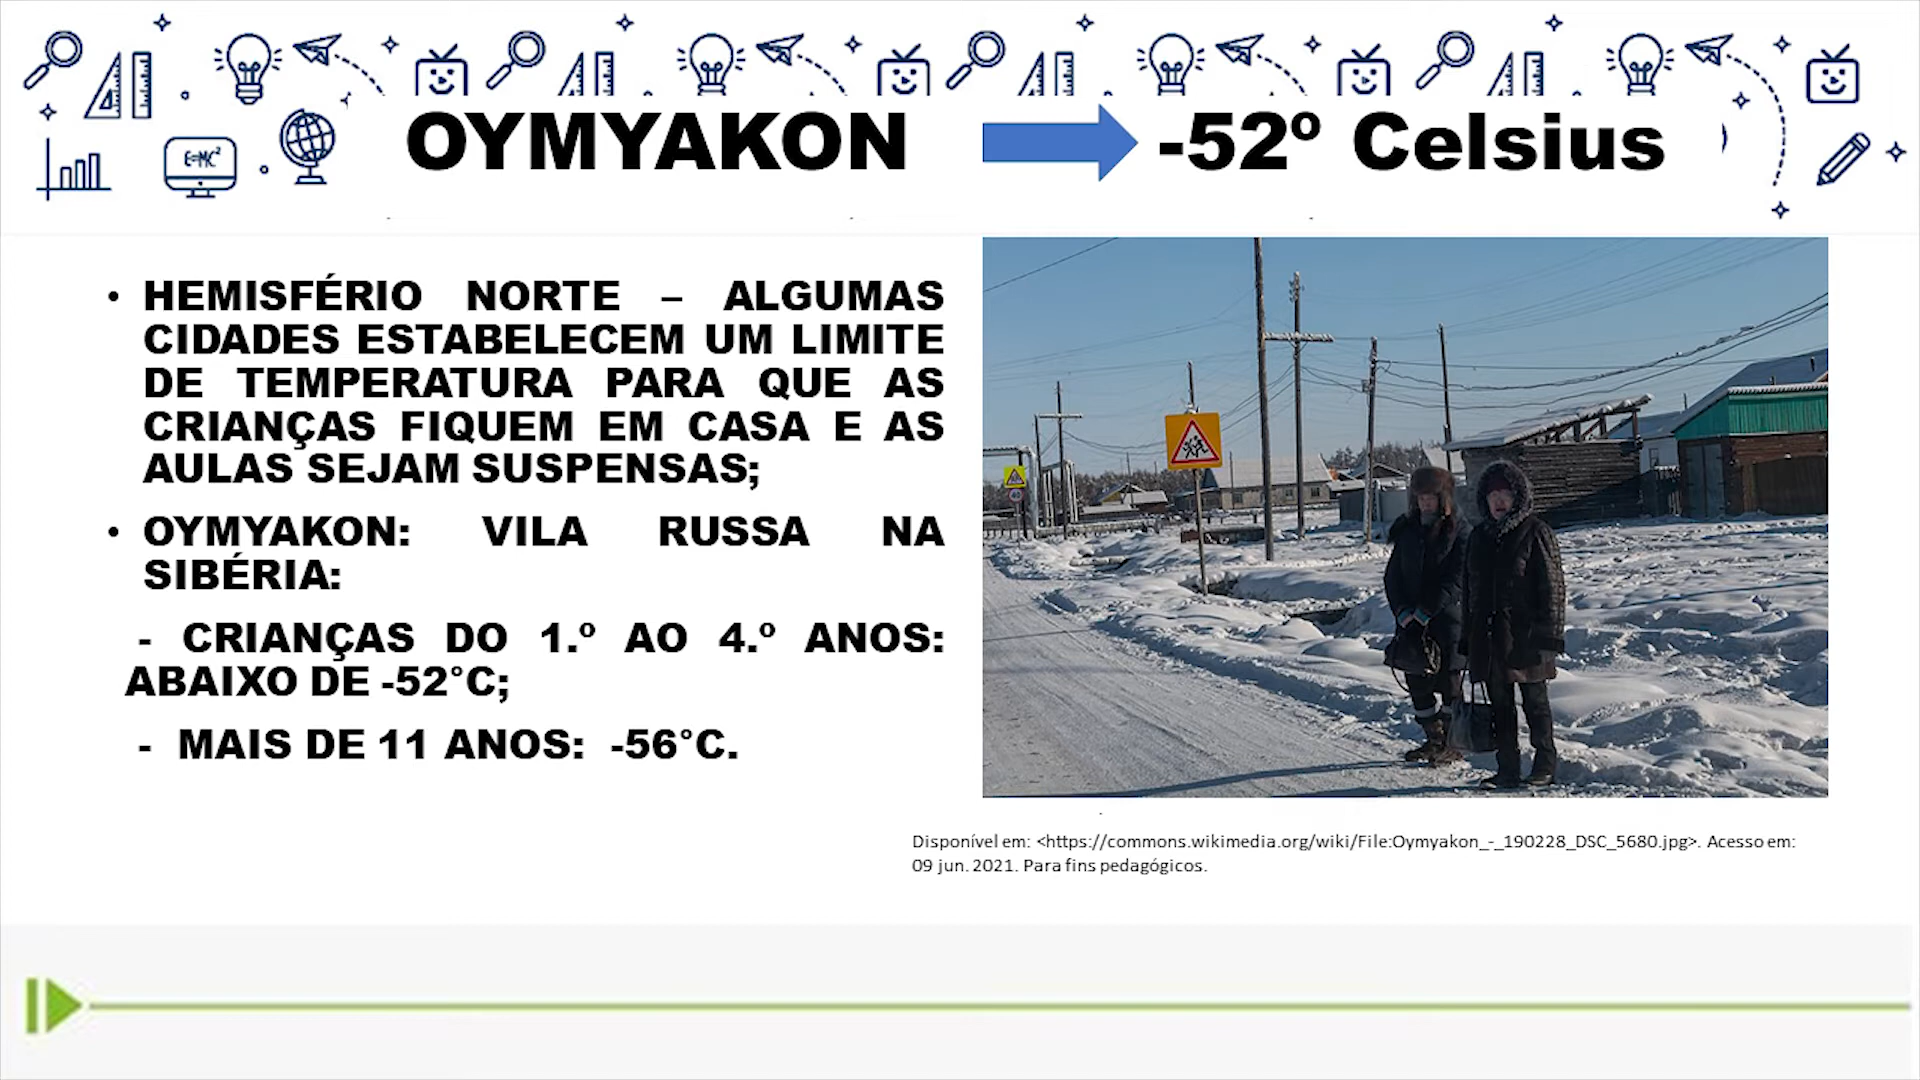 E=MC²
OYMYAKON
-52º Celsius
• HEMISFÉRIO NORTE – ALGUMAS
CIDADES ESTABELECEM UM LIMITE
DE TEMPERATURA PARA QUE AS
CRIANÇAS FIQUEM EM CASA E AS
AULAS SEJAM SUSPENSAS;
• OYMYAKON: VILA RUSSA NA
SIBÉRIA:
- CRIANÇAS DO 1.º AO 4.º ANOS:
ABAIXO DE -52°C;
- MAIS DE 11 ANOS: -56°C.
40
Disponível em: <https://commons.wikimedia.org/wiki/File:Oymyakon_-_190228_DSC_5680.jpg>. Acesso em:
09 jun. 2021. Para fins pedagógicos.